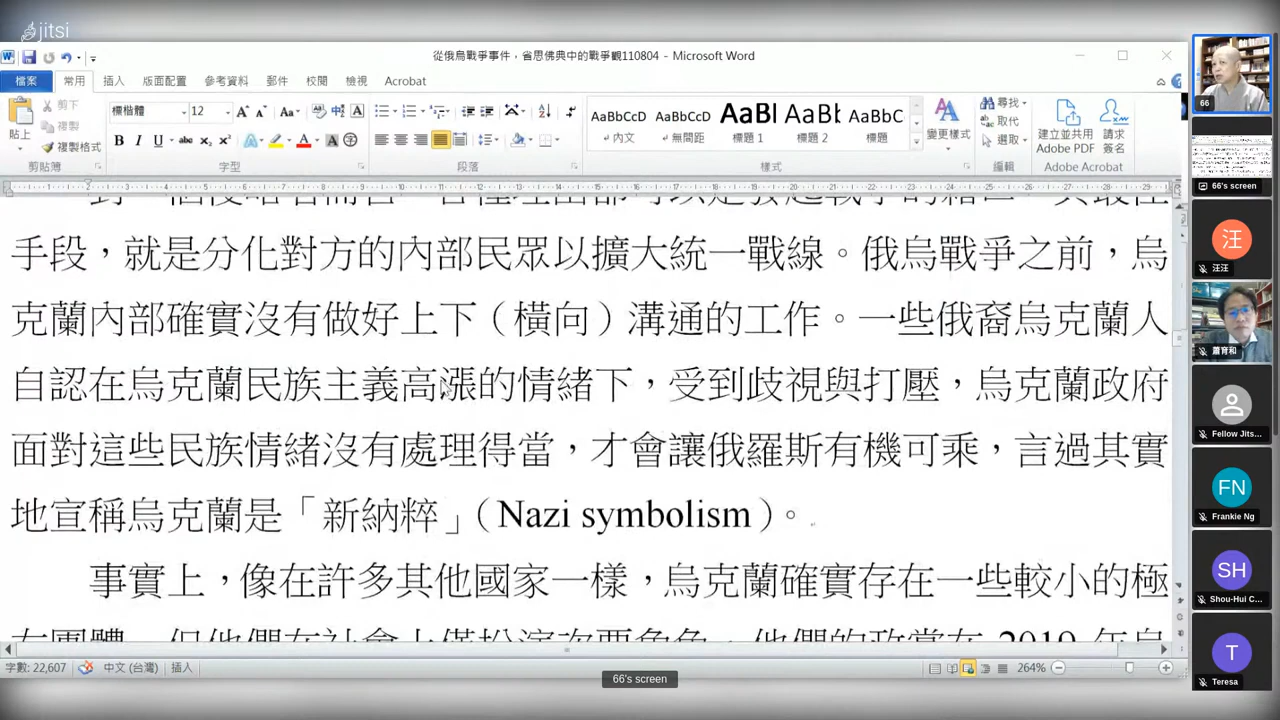 jitsi
從俄烏戰爭事件，省思佛典中的戰爭觀110804 - Microsoft Word
檔案 常用 插入 版面配置 參考資料 郵件 校閱 檢視 Acrobat
標楷體 12
貼上
剪下
複製
複製格式
剪貼簿
字型
段落
AaBbCcD 內文
AaBbCcD 無間距
AaBl 標題 1
AaBb 標題 2
AaBbC 標題
變更樣式
樣式
尋找
取代
選取
編輯
建立並共用 Adobe PDF
請求簽名
Adobe Acrobat
手段，就是分化對方的內部民眾以擴大統一戰線。俄烏戰爭之前，烏
克蘭內部確實沒有做好上下（橫向）溝通的工作。一些俄裔烏克蘭人
自認在烏克蘭民族主義高漲的情緒下，受到歧視與打壓，烏克蘭政府
面對這些民族情緒沒有處理得當，才會讓俄羅斯有機可乘，言過其實
地宣稱烏克蘭是「新納粹」（Nazi symbolism）。
事實上，像在許多其他國家一樣，烏克蘭確實存在一些較小的極
字數: 22,607 中文 (台灣) 插入 264%
66's screen
66
66's screen
汪
汪汪
蕭育和
Fellow Jits...
FN
Frankie Ng
SH
Shou-Hui C...
T
Teresa